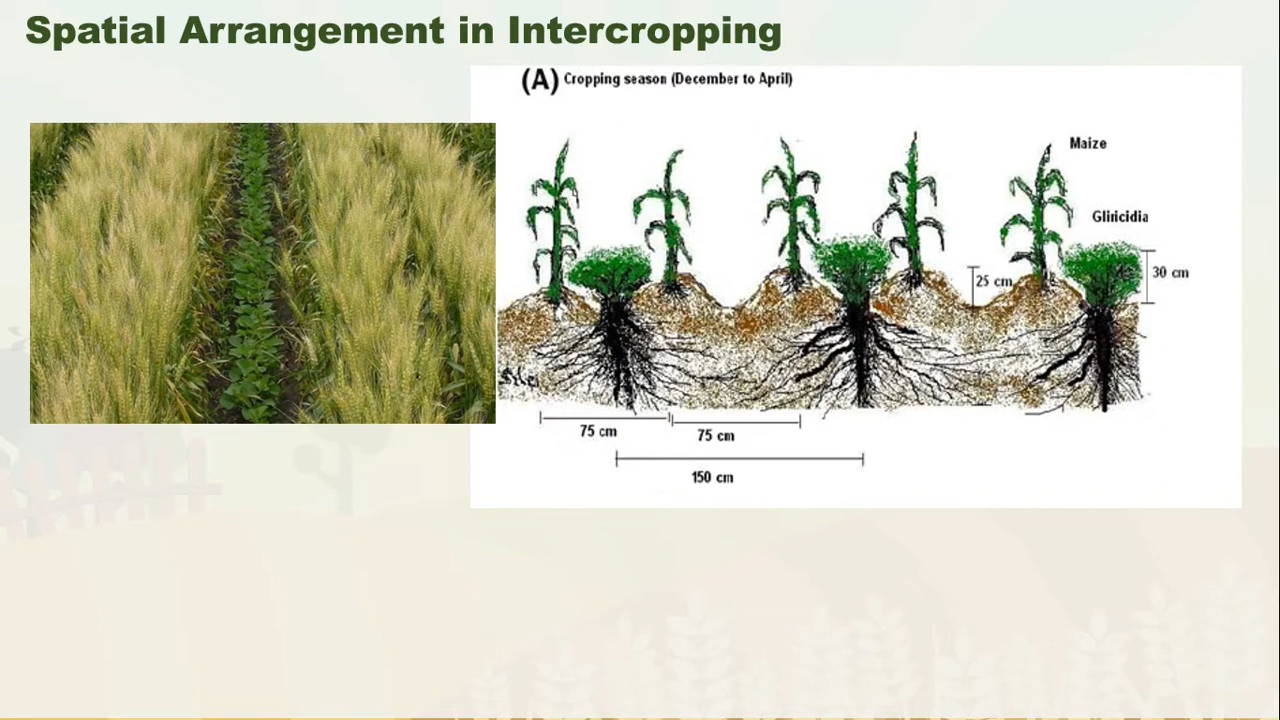 Spatial Arrangement in Intercropping
(A) Cropping season (December to April)
Maize
Gliricidia
25 cm
30 cm
75 cm
75 cm
150 cm